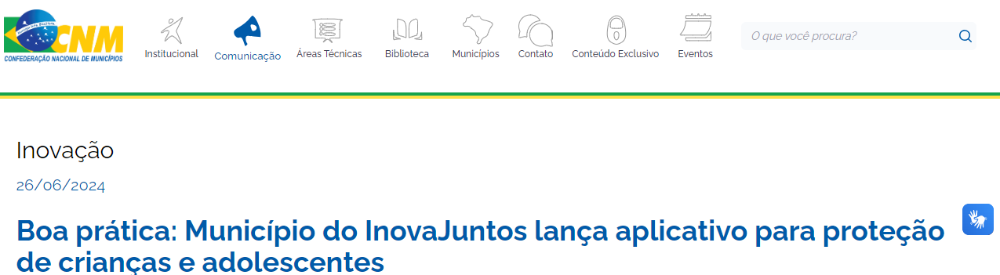 CNM
CONFEDERAÇÃO NACIONAL DE MUNICÍPIOS
Institucional
Comunicação
Áreas Técnicas
Biblioteca
Municípios
Contato
Conteúdo Exclusivo
Eventos
O que você procura?
Inovação
26/06/2024
Boa prática: Município do InovaJuntos lança aplicativo para proteção
de crianças e adolescentes